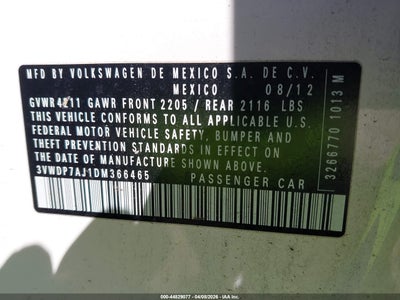 MFD BY VOLKSWAGEN DE MEXICO S.A. DE C.V.
MEXICO 08/12
GVWR 4211 GAWR FRONT 2205 / REAR 2116 LBS
THIS VEHICLE CONFORMS TO ALL APPLICABLE U.S.
FEDERAL MOTOR VEHICLE SAFETY, BUMPER AND
THEFT PREVENTION STANDARDS IN EFFECT ON THE
DATE OF MANUFACTURE SHOWN ABOVE.
3VWDP7AJ1DM366465 PASSENGER CAR
3266770 1013 M
000-44829077 04/08/2026 IAA Inc.